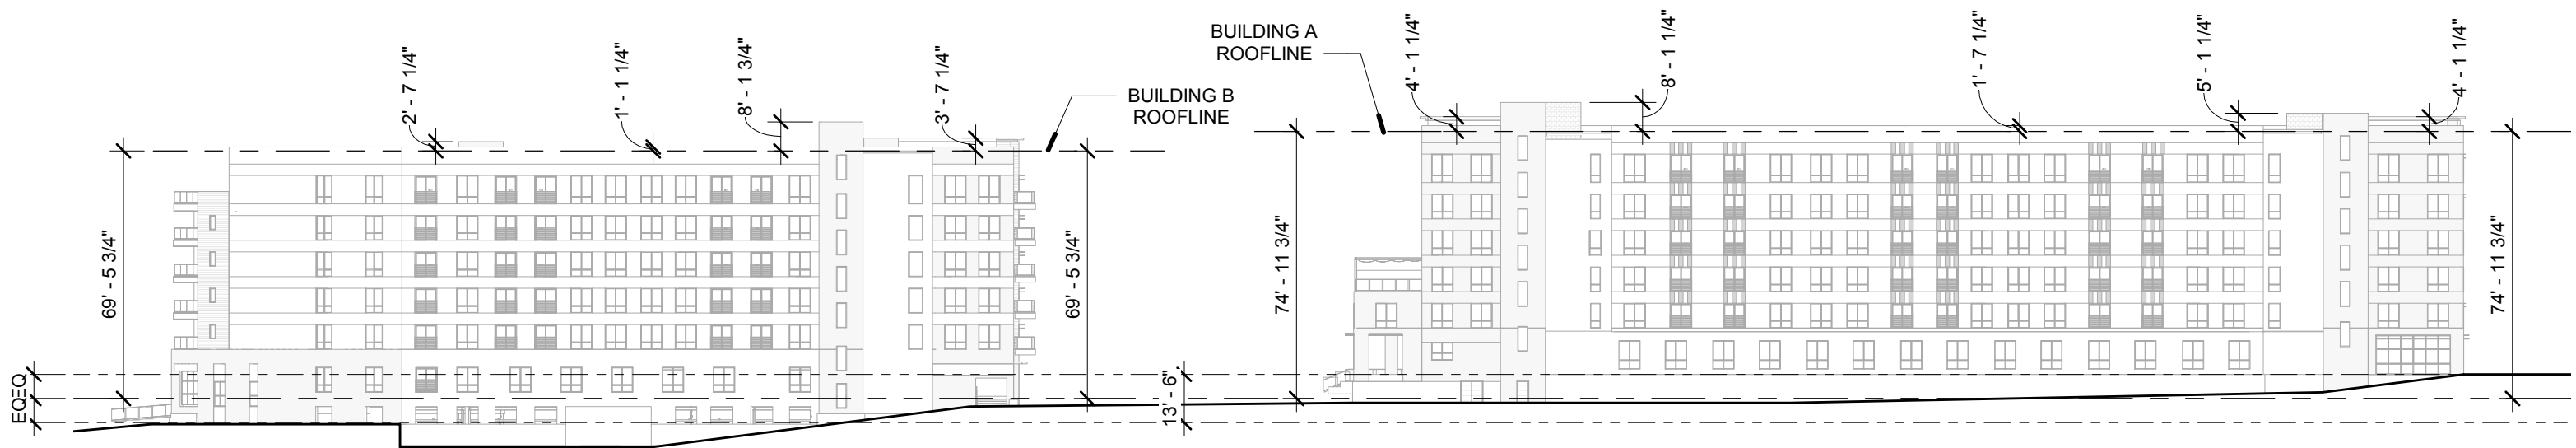 2' - 7 1/4"
1' - 1 1/4"
8' - 1 3/4"
3' - 7 1/4"
BUILDING B
ROOFLINE
BUILDING A
ROOFLINE
4' - 1 1/4"
8' - 1 1/4"
1' - 7 1/4"
5' - 1 1/4"
4' - 1 1/4"
69' - 5 3/4"
69' - 5 3/4"
74' - 11 3/4"
74' - 11 3/4"
EQ
EQ
13' - 6"